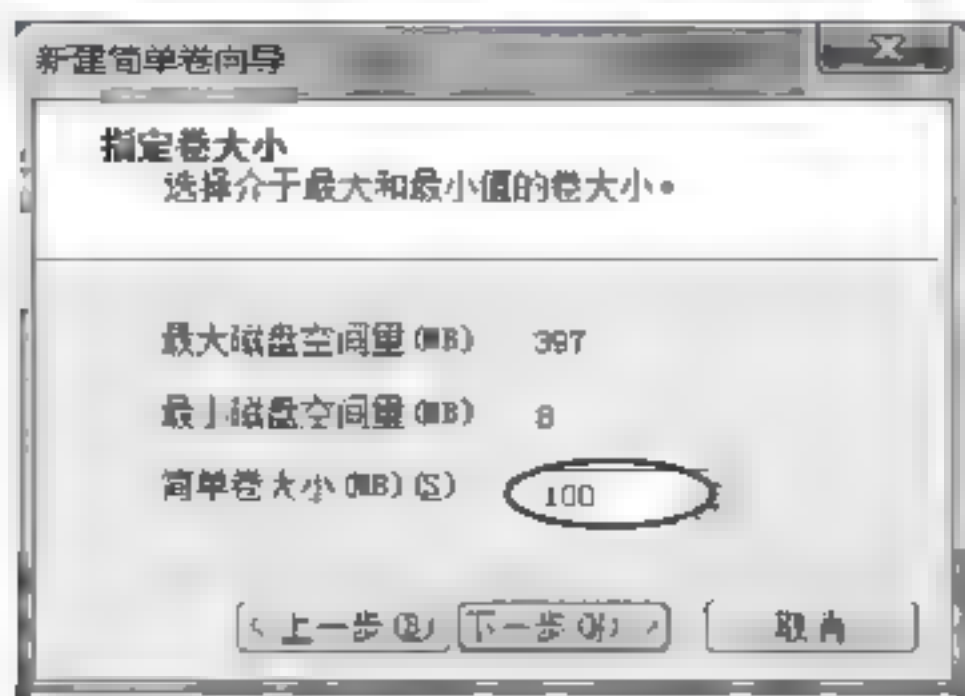 新建简单卷向导
指定卷大小
选择介于最大和最小值的卷大小。
最大磁盘空间量(MB) 397
最小磁盘空间量(MB) 8
简单卷大小(MB)(S) 100
< 上一步(B) 下一步(N) > 取消